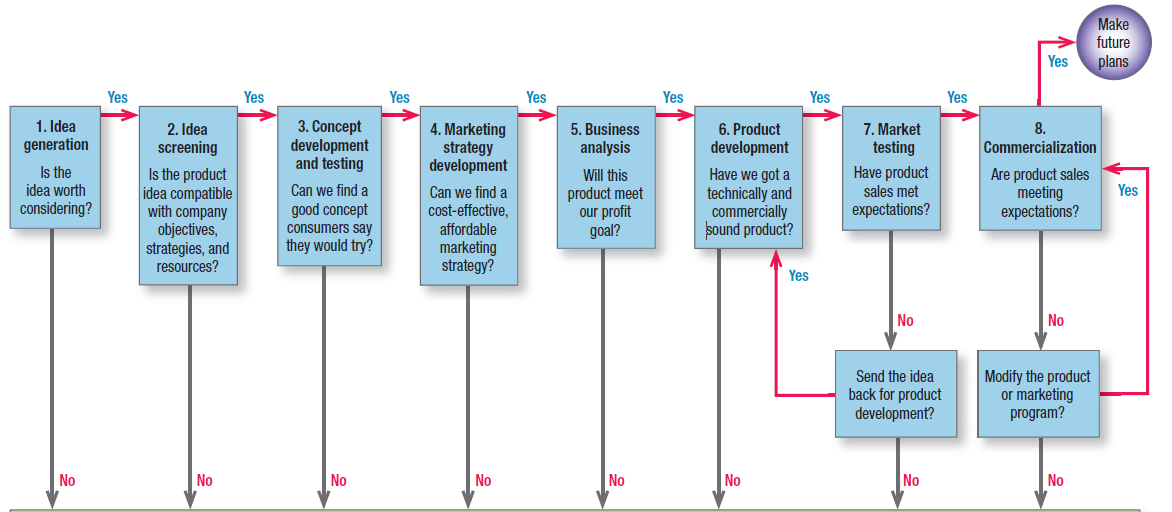 Make
future
plans
Yes
Yes
Yes
Yes
Yes
Yes
Yes
Yes
1. Idea
generation
Is the
idea worth
considering?
2. Idea
screening
Is the product
idea compatible
with company
objectives,
strategies, and
resources?
3. Concept
development
and testing
Can we find a
good concept
consumers say
they would try?
4. Marketing
strategy
development
Can we find a
cost-effective,
affordable
marketing
strategy?
5. Business
analysis
Will this
product meet
our profit
goal?
6. Product
development
Have we got a
technically and
commercially
sound product?
7. Market
testing
Have product
sales met
expectations?
8.
Commercialization
Are product sales
meeting
expectations?
Yes
Yes
No
No
Send the idea
back for product
development?
Modify the product
or marketing
program?
No
No
No
No
No
No
No
No